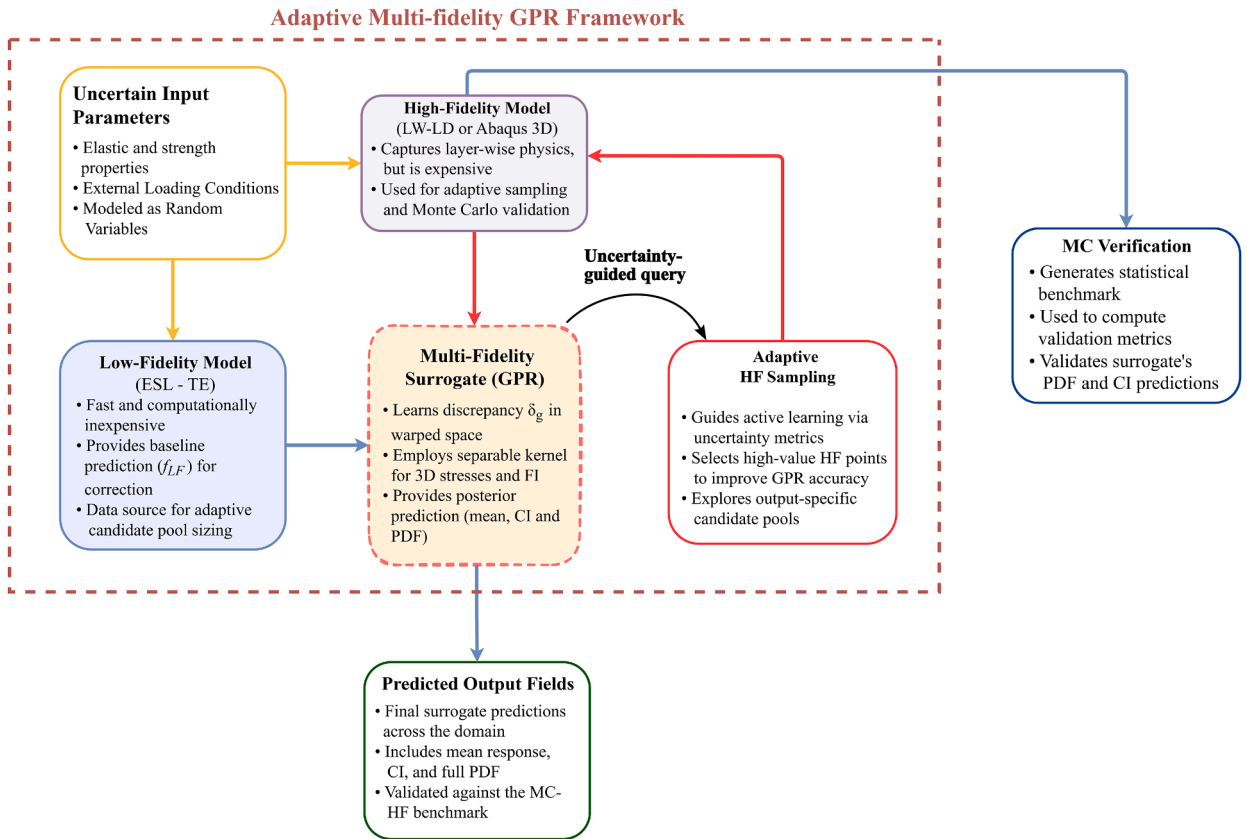 Adaptive Multi-fidelity GPR Framework
Uncertain Input
Parameters
• Elastic and strength
properties
• External Loading Conditions
• Modeled as Random
Variables
High-Fidelity Model
(LW-LD or Abaqus 3D)
• Captures layer-wise physics,
but is expensive
• Used for adaptive sampling
and Monte Carlo validation
Uncertainty-
guided query
MC Verification
• Generates statistical
benchmark
• Used to compute
validation metrics
• Validates surrogate's
PDF and CI predictions
Low-Fidelity Model
(ESL - TE)
• Fast and computationally
inexpensive
• Provides baseline
prediction (f_LF) for
correction
• Data source for adaptive
candidate pool sizing
Multi-Fidelity
Surrogate (GPR)
• Learns discrepancy δ_g in
warped space
• Employs separable kernel
for 3D stresses and FI
• Provides posterior
prediction (mean, CI and
PDF)
Adaptive
HF Sampling
• Guides active learning via
uncertainty metrics
• Selects high-value HF points
to improve GPR accuracy
• Explores output-specific
candidate pools
Predicted Output Fields
• Final surrogate predictions
across the domain
• Includes mean response,
CI, and full PDF
• Validated against the MC-
HF benchmark